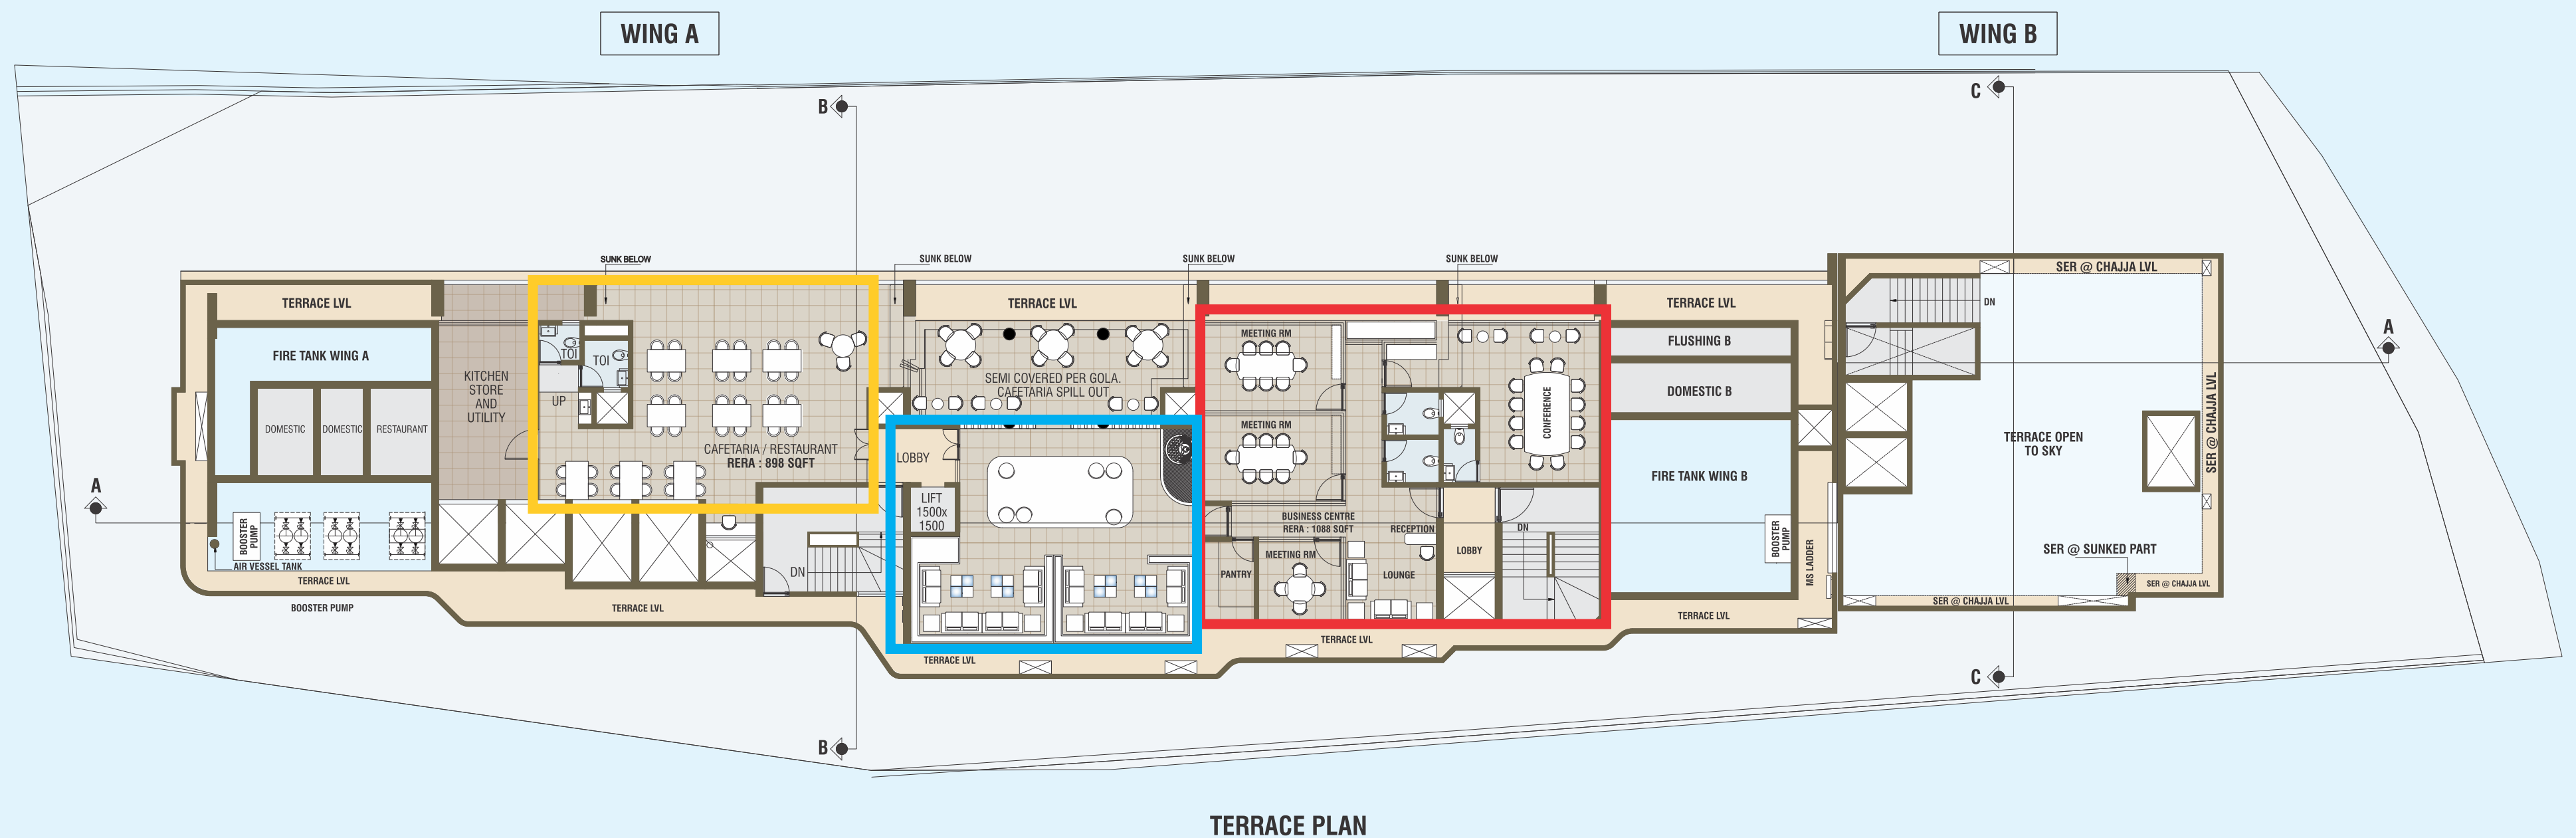 WING A
WING B
B
C
SUNK BELOW
SUNK BELOW
SUNK BELOW
SUNK BELOW
SER @ CHAJJA LVL
TERRACE LVL
TERRACE LVL
TERRACE LVL
DN
A
MEETING RM
FLUSHING B
FIRE TANK WING A
TOI
TOI
KITCHEN
STORE
AND
UTILITY
SEMI COVERED PER GOLA.
CAFETARIA SPILL OUT
UP
DOMESTIC B
CONFERENCE
SER @ CHAJJA LVL
SER @ CHAJJA LVL
DOMESTIC
DOMESTIC
RESTAURANT
MEETING RM
TERRACE OPEN
TO SKY
CAFETARIA / RESTAURANT
RERA : 898 SQFT
LOBBY
FIRE TANK WING B
A
LIFT
1500x
1500
BUSINESS CENTRE
RERA : 1088 SQFT
RECEPTION
DN
BOOSTER
PUMP
BOOSTER
PUMP
MEETING RM
LOBBY
SER @ SUNKED PART
AIR VESSEL TANK
DN
PANTRY
LOUNGE
MS LADDER
TERRACE LVL
SER @ CHAJJA LVL
SER @ CHAJJA LVL
BOOSTER PUMP
TERRACE LVL
TERRACE LVL
TERRACE LVL
TERRACE LVL
C
B
TERRACE PLAN